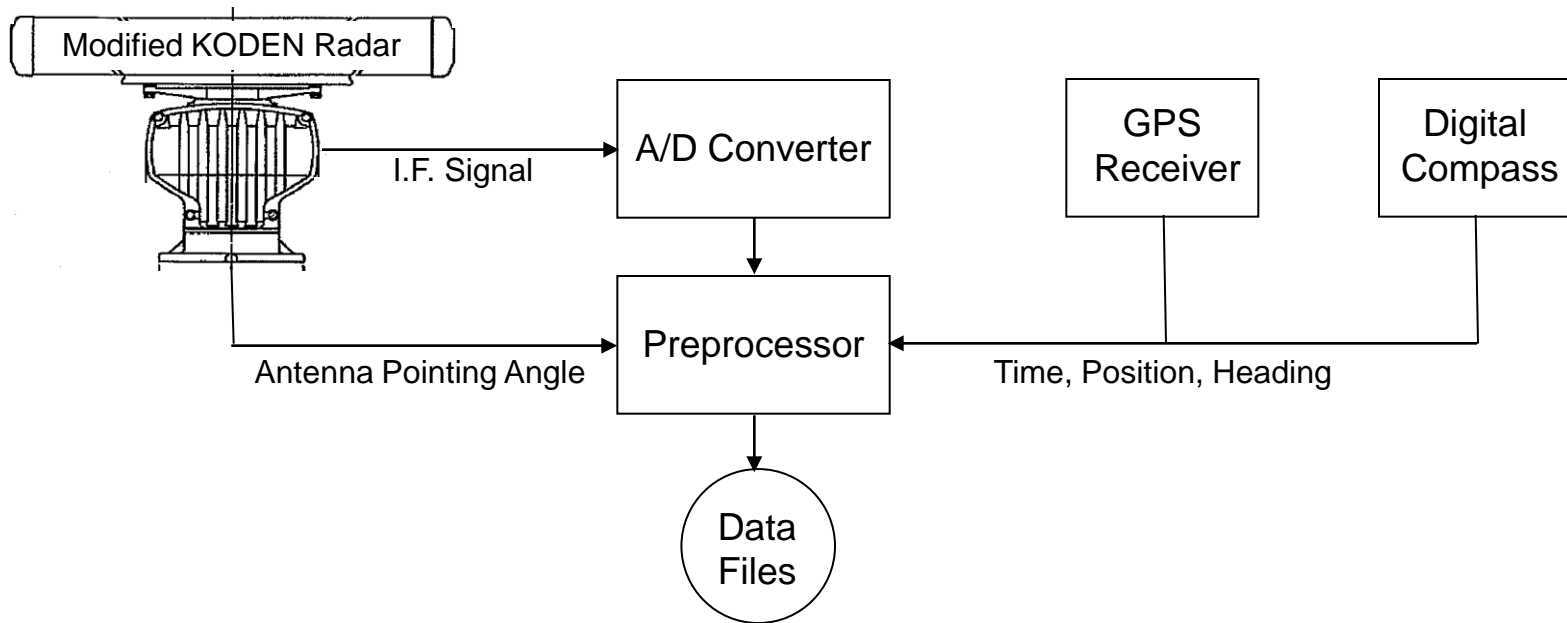 Modified KODEN Radar
I.F. Signal
A/D Converter
GPS
Receiver
Digital
Compass
Preprocessor
Antenna Pointing Angle
Time, Position, Heading
Data
Files